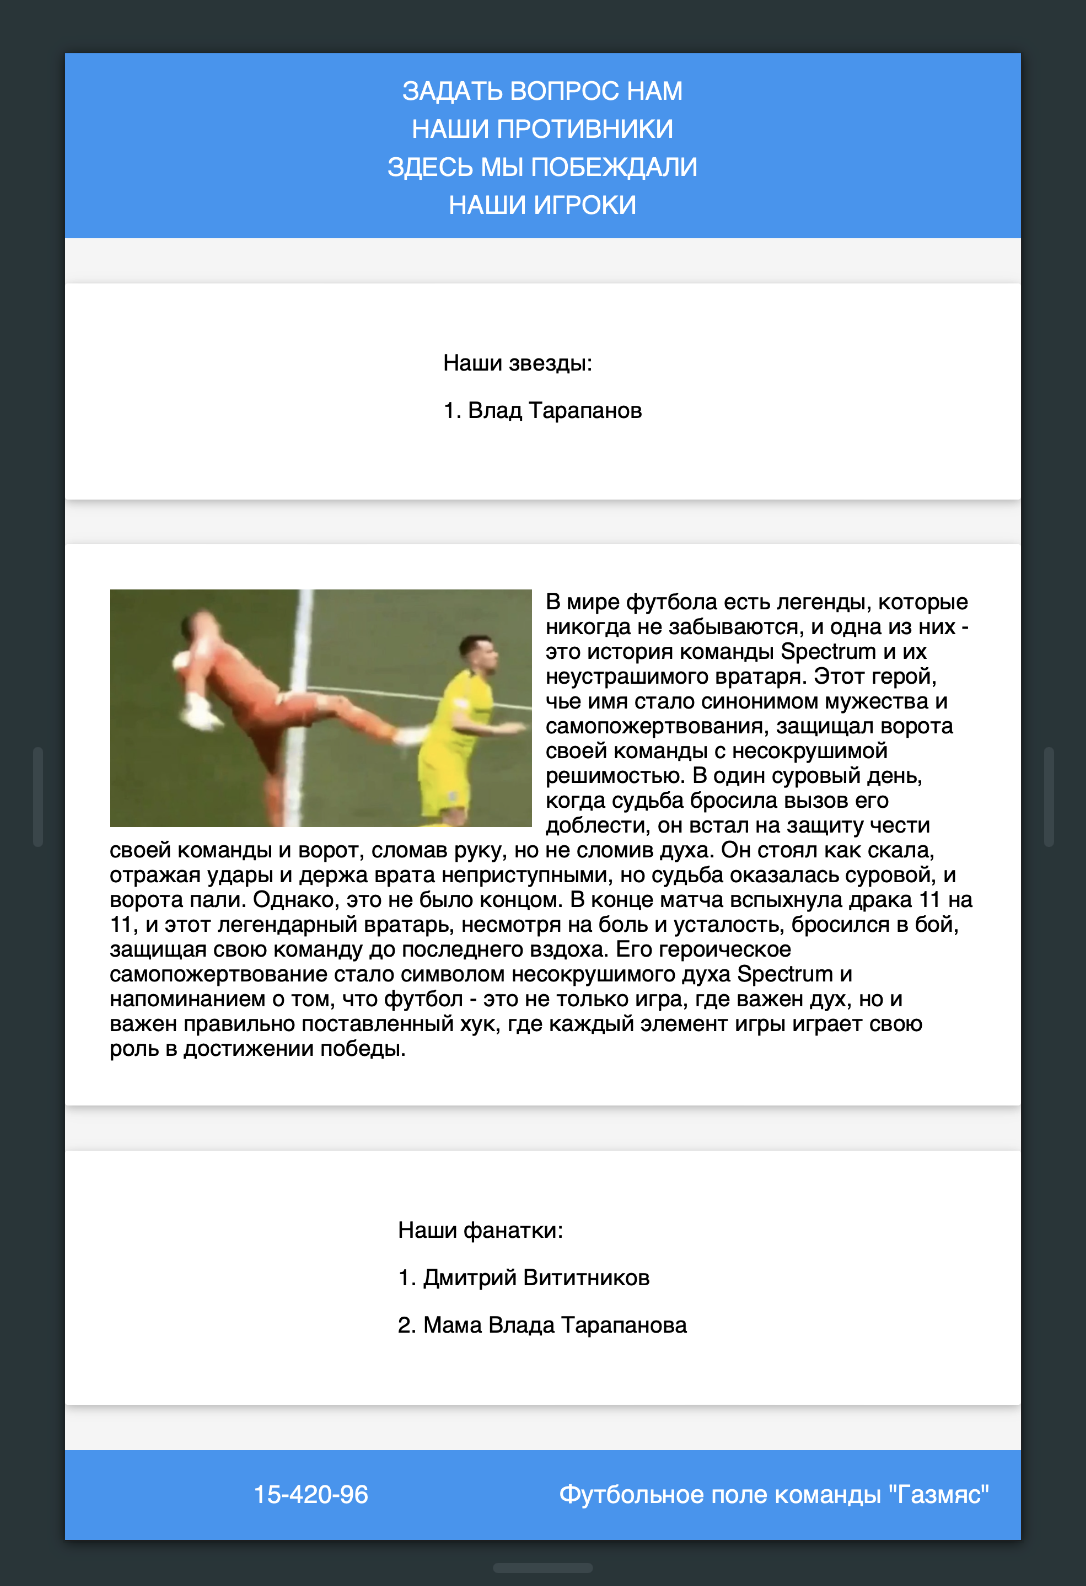 ЗАДАТЬ ВОПРОС НАМ
НАШИ ПРОТИВНИКИ
ЗДЕСЬ МЫ ПОБЕЖДАЛИ
НАШИ ИГРОКИ
Наши звезды:
1. Влад Тарапанов
В мире футбола есть легенды, которые
никогда не забываются, и одна из них -
это история команды Spectrum и их
неустрашимого вратаря. Этот герой,
чье имя стало синонимом мужества и
самопожертвования, защищал ворота
своей команды с несокрушимой
решимостью. В один суровый день,
когда судьба бросила вызов его
доблести, он встал на защиту чести
своей команды и ворот, сломав руку, но не сломив духа. Он стоял как скала,
отражая удары и держа врата неприступными, но судьба оказалась суровой, и
ворота пали. Однако, это не было концом. В конце матча вспыхнула драка 11 на
11, и этот легендарный вратарь, несмотря на боль и усталость, бросился в бой,
защищая свою команду до последнего вздоха. Его героическое
самопожертвование стало символом несокрушимого духа Spectrum и
напоминанием о том, что футбол - это не только игра, где важен дух, но и
важен правильно поставленный хук, где каждый элемент игры играет свою
роль в достижении победы.
Наши фанатки:
1. Дмитрий Вититников
2. Мама Влада Тарапанова
15-420-96
Футбольное поле команды "Газмяс"